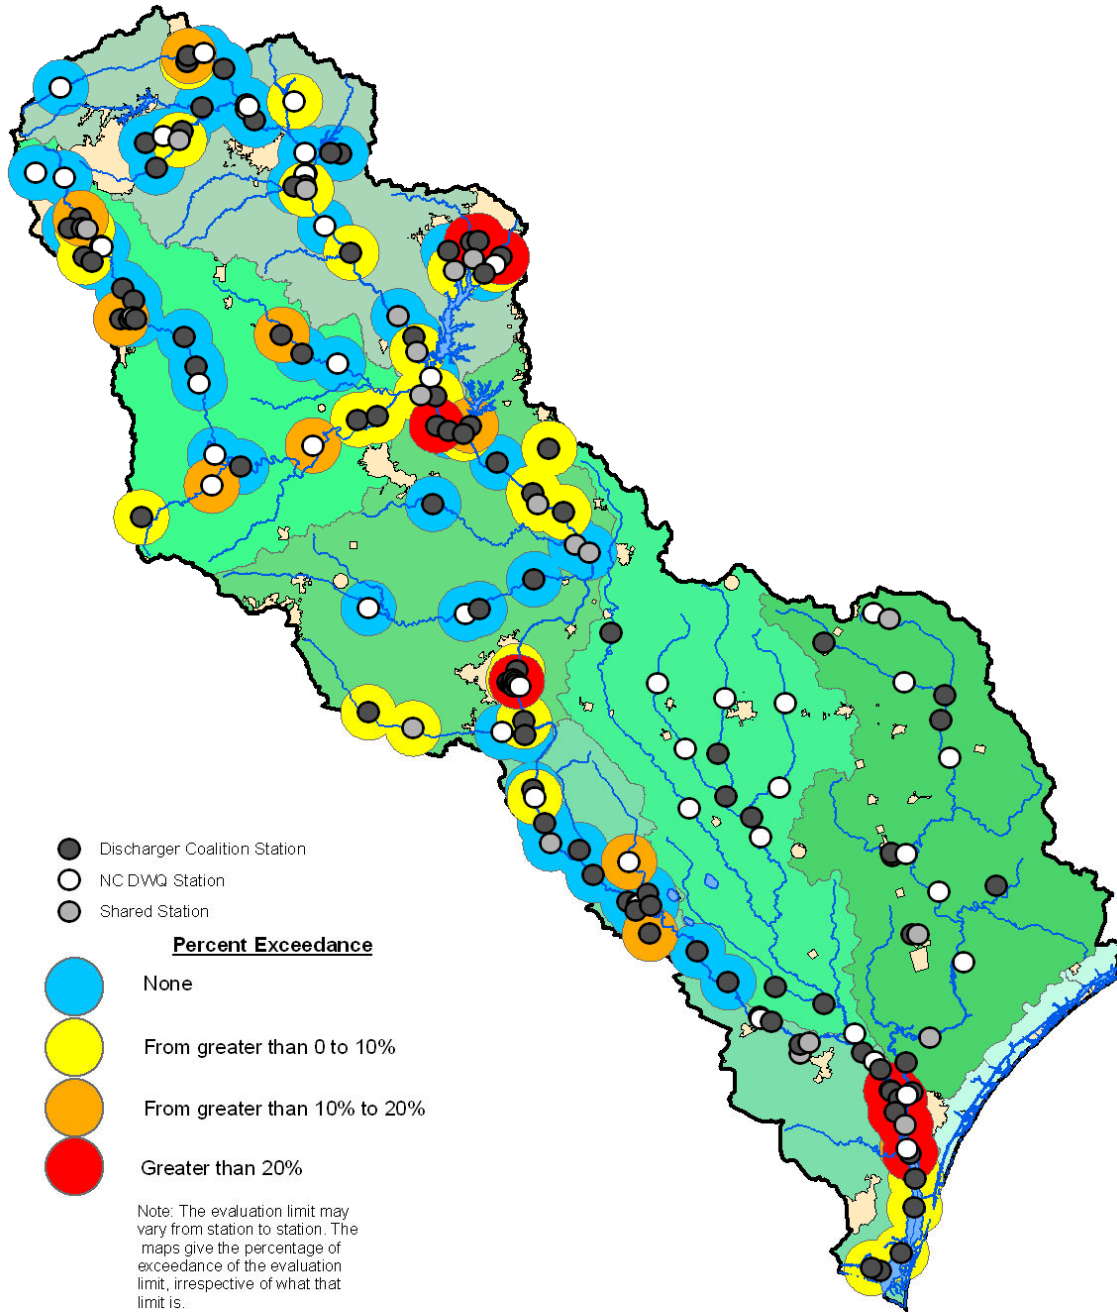 Discharger Coalition Station
NC DWQ Station
Shared Station
Percent Exceedance
None
From greater than 0 to 10%
From greater than 10% to 20%
Greater than 20%
Note: The evaluation limit may
vary from station to station. The
maps give the percentage of
exceedance of the evaluation
limit, irrespective of what that
limit is.